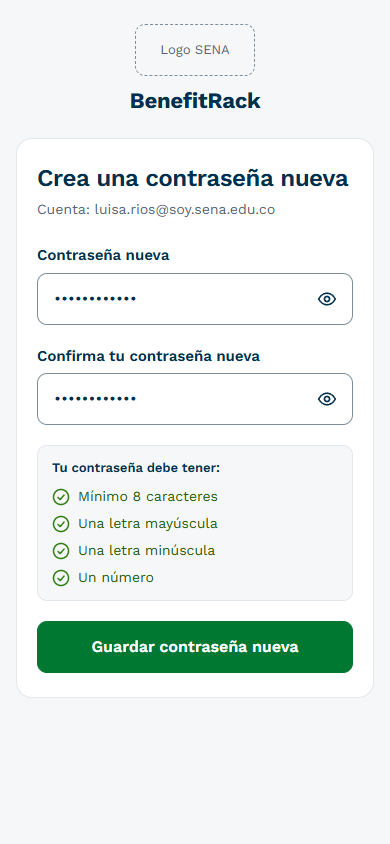 Logo SENA
BenefitRack
Crea una contraseña nueva
Cuenta: luisa.rios@soy.sena.edu.co
Contraseña nueva
••••••••••••
Confirma tu contraseña nueva
••••••••••••
Tu contraseña debe tener:
Mínimo 8 caracteres
Una letra mayúscula
Una letra minúscula
Un número
Guardar contraseña nueva